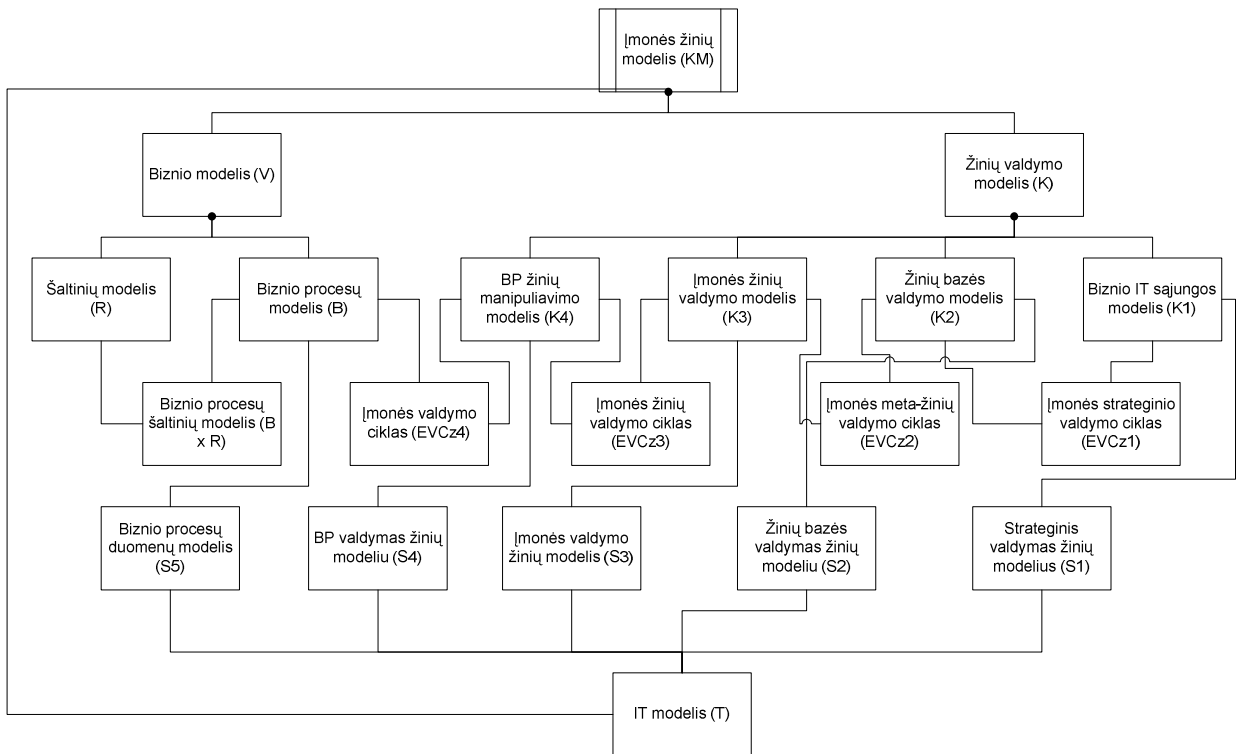 Įmonės žinių
modelis (KM)
Biznio modelis (V)
Žinių valdymo
modelis (K)
Šaltinių modelis
(R)
Biznio procesų
modelis (B)
BP žinių
manipuliavimo
modelis (K4)
Įmonės žinių
valdymo modelis
(K3)
Žinių bazės
valdymo modelis
(K2)
Biznio IT sąjungos
modelis (K1)
Biznio procesų
šaltinių modelis (B
x R)
Įmonės valdymo
ciklas (EVCz4)
Įmonės žinių
valdymo ciklas
(EVCz3)
Įmonės meta-žinių
valdymo ciklas
(EVCz2)
Įmonės strateginio
valdymo ciklas
(EVCz1)
Biznio procesų
duomenų modelis
(S5)
BP valdymas žinių
modeliu (S4)
Įmonės valdymo
žinių modelis (S3)
Žinių bazės
valdymas žinių
modeliu (S2)
Strateginis
valdymas žinių
modelius (S1)
IT modelis (T)